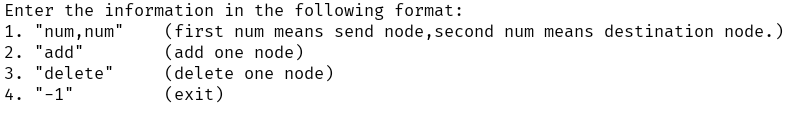 Enter the information in the following format:
1. "num,num"    (first num means send node,second num means destination node.)
2. "add"        (add one node)
3. "delete"     (delete one node)
4. "-1"         (exit)